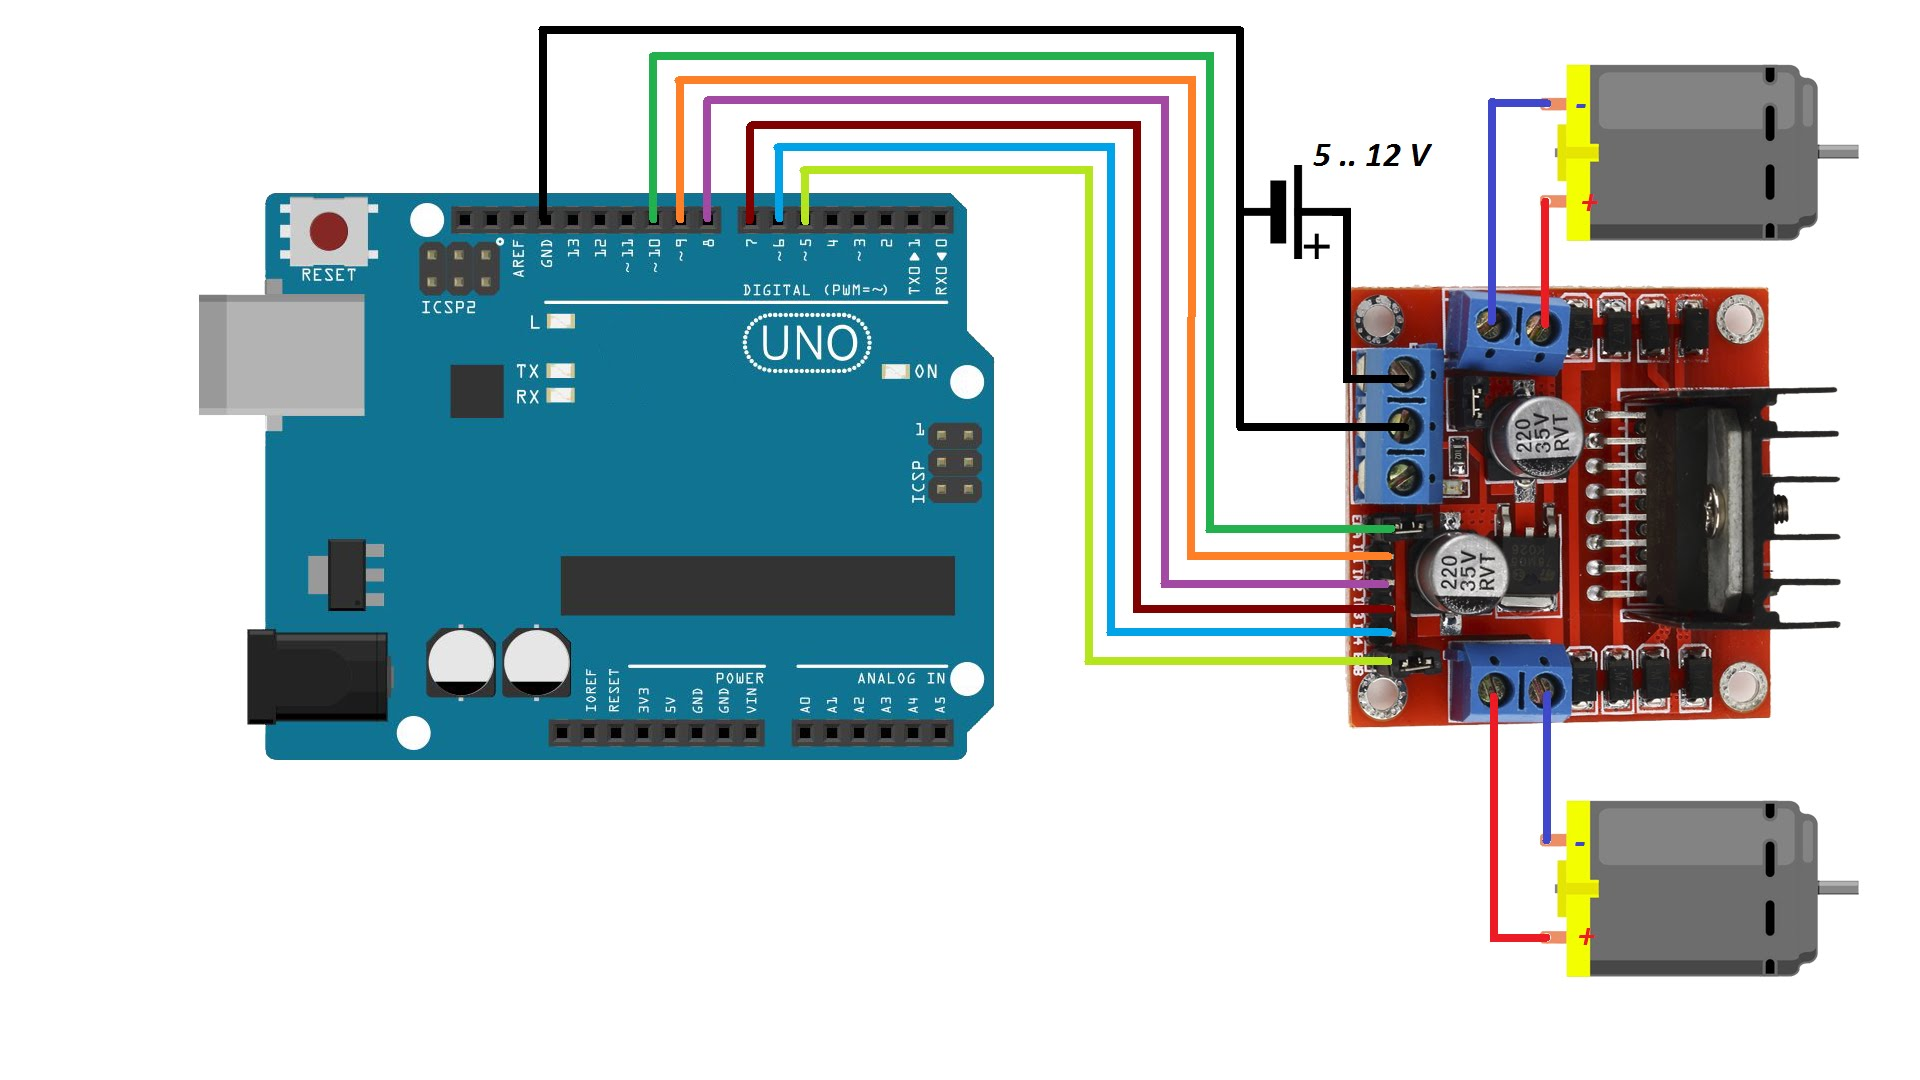 5 .. 12 V
-
+
+
RESET
ICSP2
AREF
GND
13
12
~11
~10
~9
8
7
~6
~5
4
~3
2
TX0▶1
RX0◀0
DIGITAL (PWM=~)
L
UNO
TX
RX
ON
1
ICSP
220
35V
RVT
220
35V
RVT
IOREF
RESET
3V3
5V
GND
GND
VIN
POWER
ANALOG IN
A0
A1
A2
A3
A4
A5
-
+